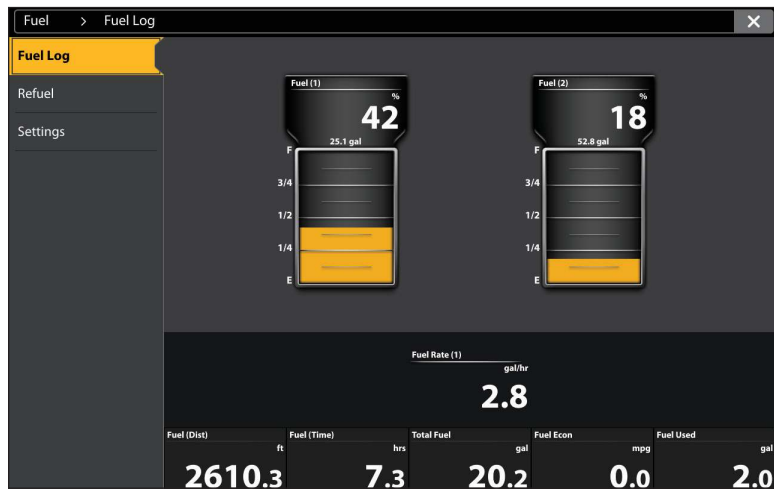 Fuel > Fuel Log
Fuel Log
Refuel
Settings
Fuel (1)
%
42
25.1 gal
F
3/4
1/2
1/4
E
Fuel (2)
%
18
52.8 gal
F
3/4
1/2
1/4
E
Fuel Rate (1)
gal/hr
2.8
Fuel (Dist)
ft
2610.3
Fuel (Time)
hrs
7.3
Total Fuel
gal
20.2
Fuel Econ
mpg
0.0
Fuel Used
gal
2.0